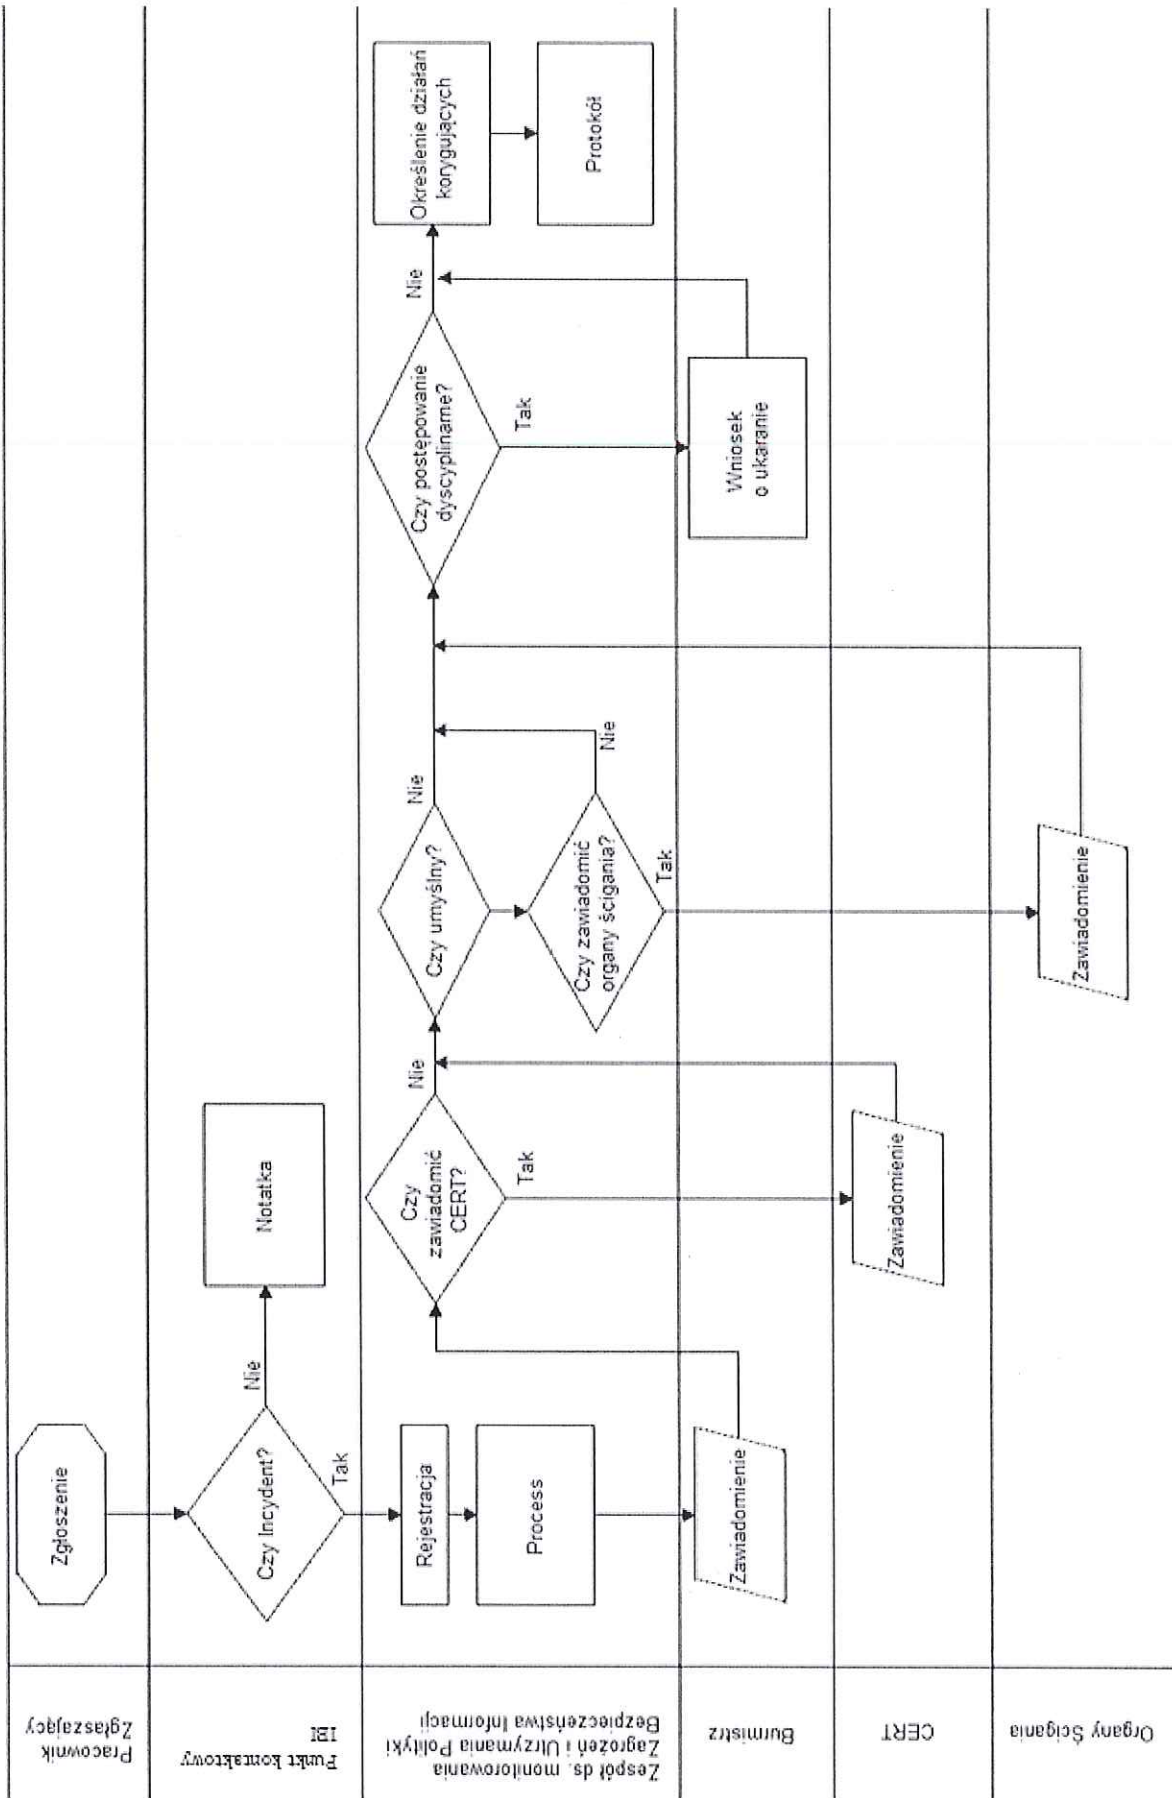 Pracownik
Zgłaszający
Zgłoszenie
Punkt kontaktowy
IBI
Czy Incydent?
Nie
Tak
Notatka
Zespół ds. monitorowania
Zagrożeń i Utrzymania Polityki
Bezpieczeństwa Informacji
Rejestracja
Process
Czy
zawiadomić
CERT?
Nie
Tak
Czy umyślny?
Nie
Czy zawiadomić
organy ścigania?
Nie
Tak
Czy postępowanie
dyscyplinarne?
Nie
Tak
Określenie działań
korygujących
Protokół
Burmistrz
Zawiadomienie
Wniosek
o ukaranie
CERT
Zawiadomienie
Organy Ścigania
Zawiadomienie